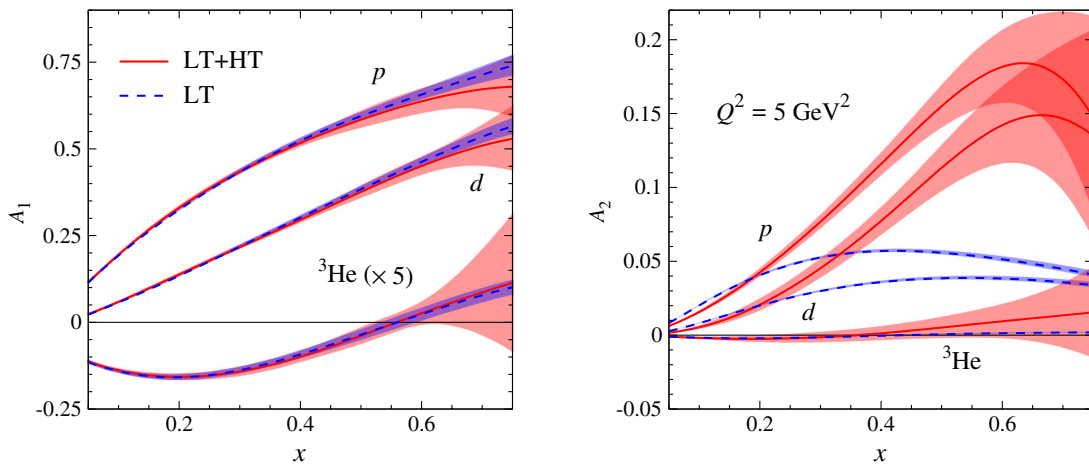 0.75
0.5
0.25
0
-0.25
A₁
LT+HT
LT
p
d
³He (× 5)
0.2
0.4
0.6
x
0.2
0.15
0.1
0.05
0
-0.05
A₂
Q² = 5 GeV²
p
d
³He
0.2
0.4
0.6
x